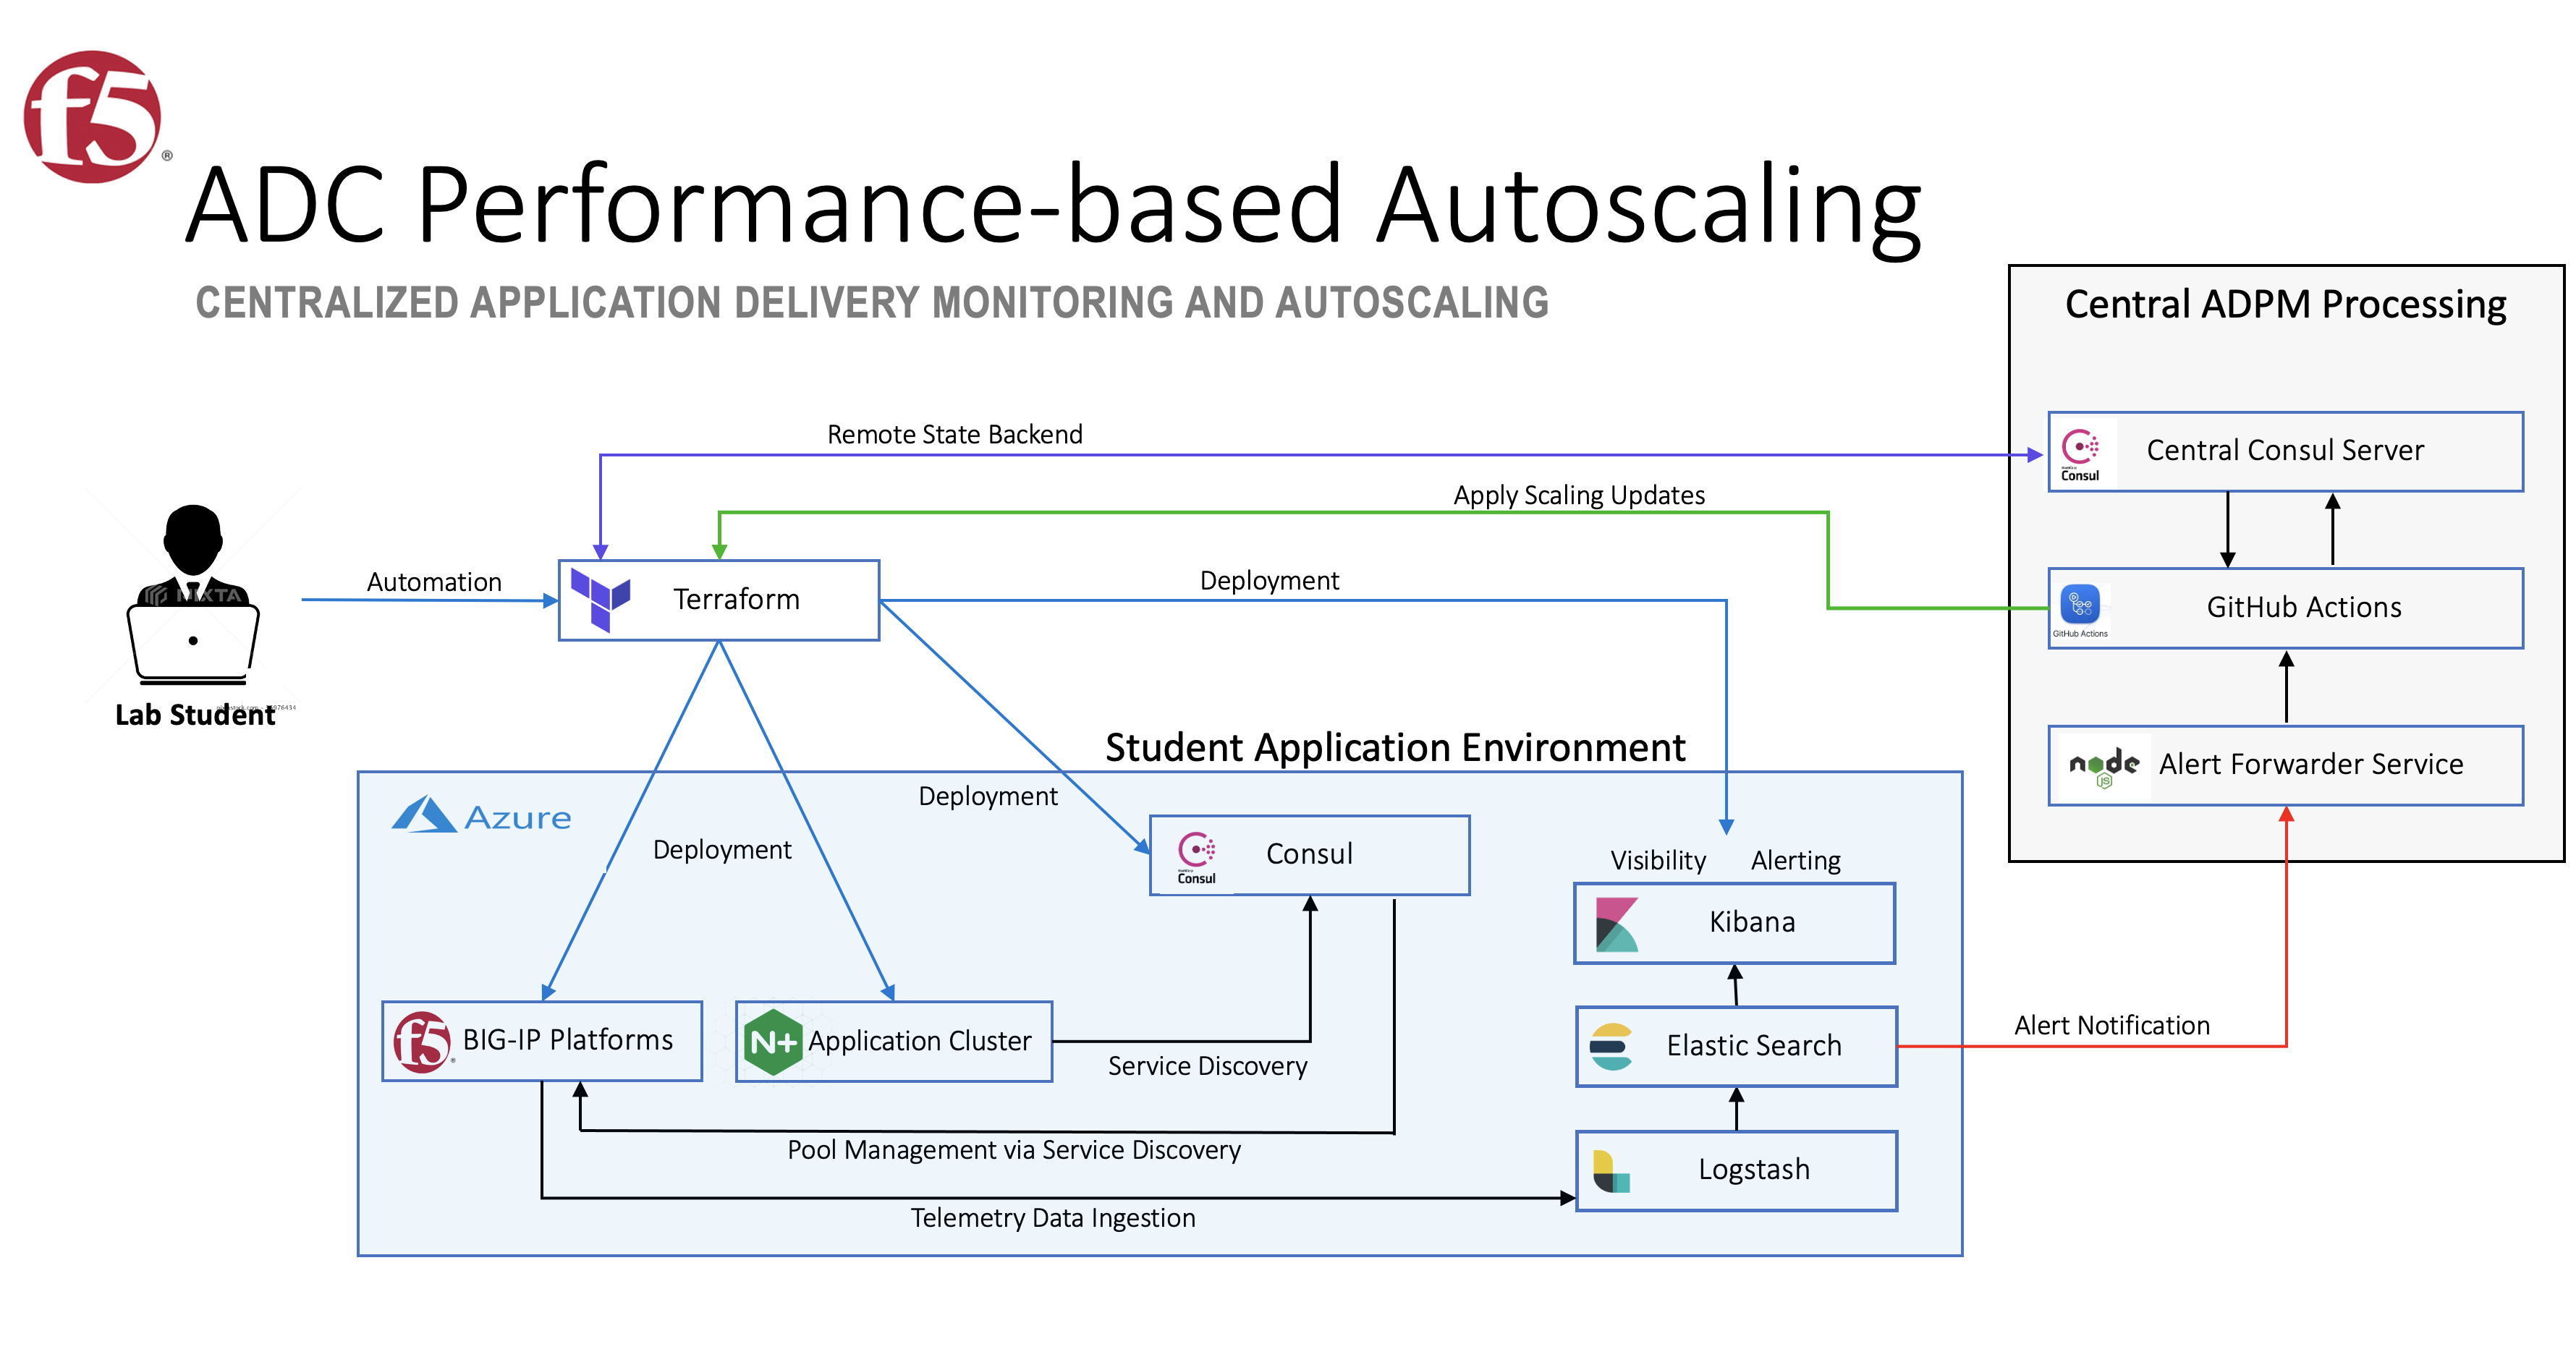 f5
®
ADC Performance-based Autoscaling
CENTRALIZED APPLICATION DELIVERY MONITORING AND AUTOSCALING
Central ADPM Processing
Remote State Backend
Consul
Central Consul Server
Apply Scaling Updates
Automation
Terraform
Deployment
GitHub Actions
GitHub Actions
PIXTA
Lab Student
Student Application Environment
node
JS
Alert Forwarder Service
Azure
Deployment
Deployment
Consul
Consul
Visibility
Alerting
Kibana
f5
BIG-IP Platforms
N+
Application Cluster
Service Discovery
Elastic Search
Alert Notification
Pool Management via Service Discovery
Logstash
Telemetry Data Ingestion